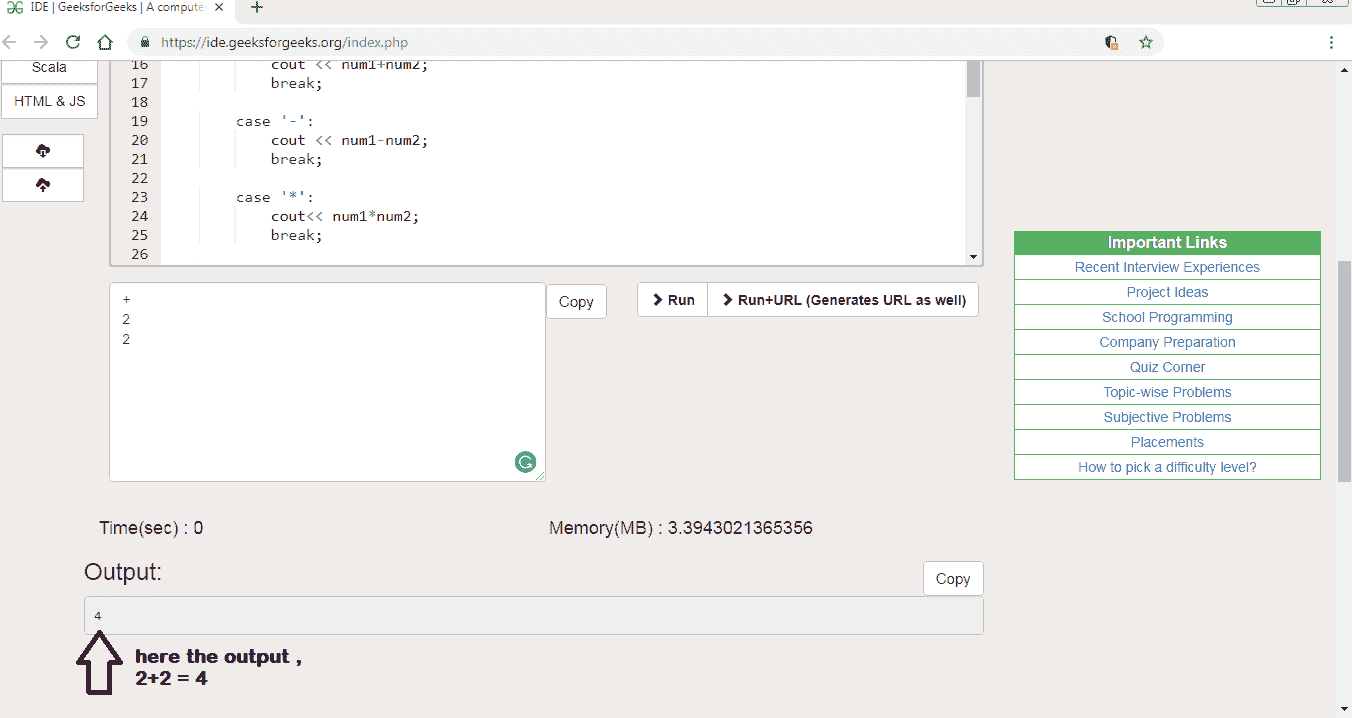 IDE | GeeksforGeeks | A compute
https://ide.geeksforgeeks.org/index.php
Scala
HTML & JS
16 cout << num1+num2;
17 break;
18
19 case '-':
20 cout << num1-num2;
21 break;
22
23 case '*':
24 cout<< num1*num2;
25 break;
26
+
2
2
Copy
Run
Run+URL (Generates URL as well)
Important Links
Recent Interview Experiences
Project Ideas
School Programming
Company Preparation
Quiz Corner
Topic-wise Problems
Subjective Problems
Placements
How to pick a difficulty level?
Time(sec) : 0
Memory(MB) : 3.3943021365356
Output:
Copy
4
here the output ,
2+2 = 4